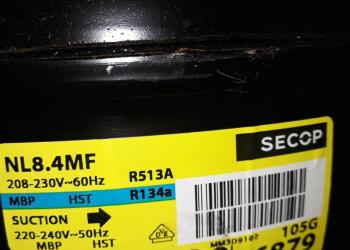 SECOP
NL8.4MF
R513A
208-230V~60Hz
R134a
MBP HST
SUCTION
220-240V~50Hz
MBP HST
105G